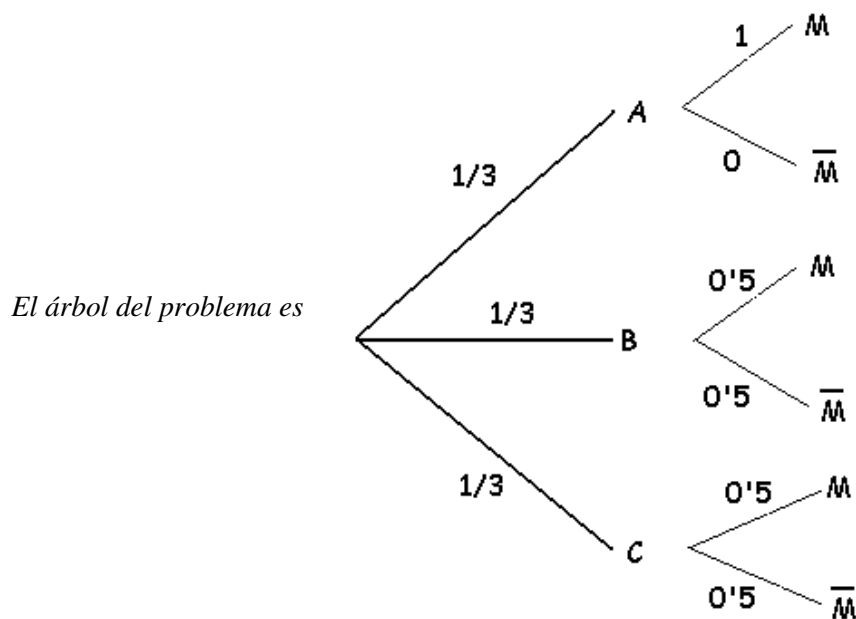 1
M
A
0
M̅
1/3
El árbol del problema es
1/3
B
0'5
M
0'5
M̅
1/3
C
0'5
M
0'5
M̅